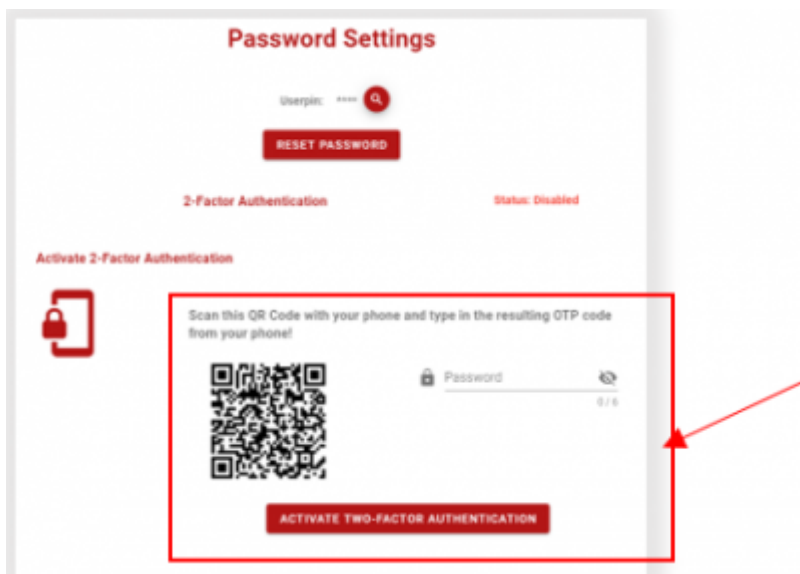 Password Settings
Userpin: ····
RESET PASSWORD
2-Factor Authentication Status: Disabled
Activate 2-Factor Authentication
Scan this QR Code with your phone and type in the resulting OTP code
from your phone!
Password
0 / 6
ACTIVATE TWO-FACTOR AUTHENTICATION